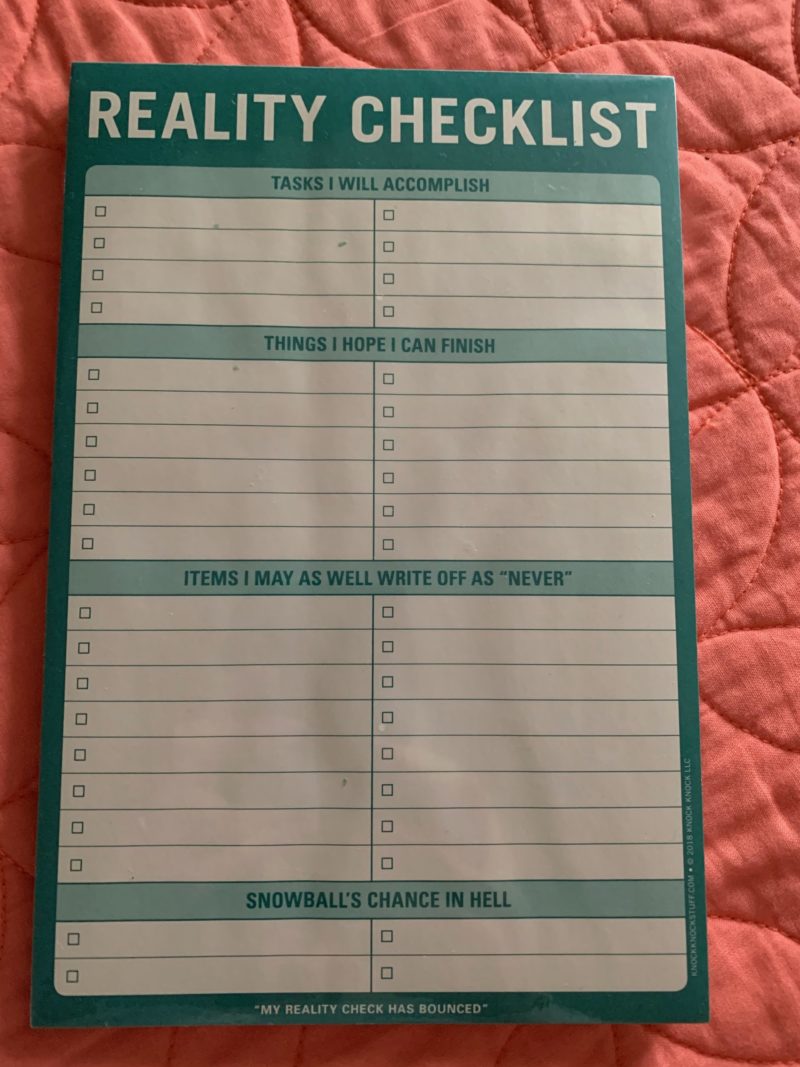 REALITY CHECKLIST
TASKS I WILL ACCOMPLISH
THINGS I HOPE I CAN FINISH
ITEMS I MAY AS WELL WRITE OFF AS "NEVER"
SNOWBALL'S CHANCE IN HELL
"MY REALITY CHECK HAS BOUNCED"
KNOCKKNOCKSTUFF.COM • © 2018 KNOCK KNOCK LLC